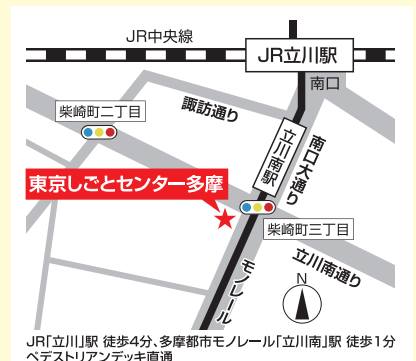 JR中央線
JR立川駅
南口
諏訪通り
柴崎町二丁目
立川南駅
南口大通り
東京しごとセンター多摩
柴崎町三丁目
立川南通り
モノレール
N
JR「立川」駅 徒歩4分、多摩都市モノレール「立川南」駅 徒歩1分
ペデストリアンデッキ直通